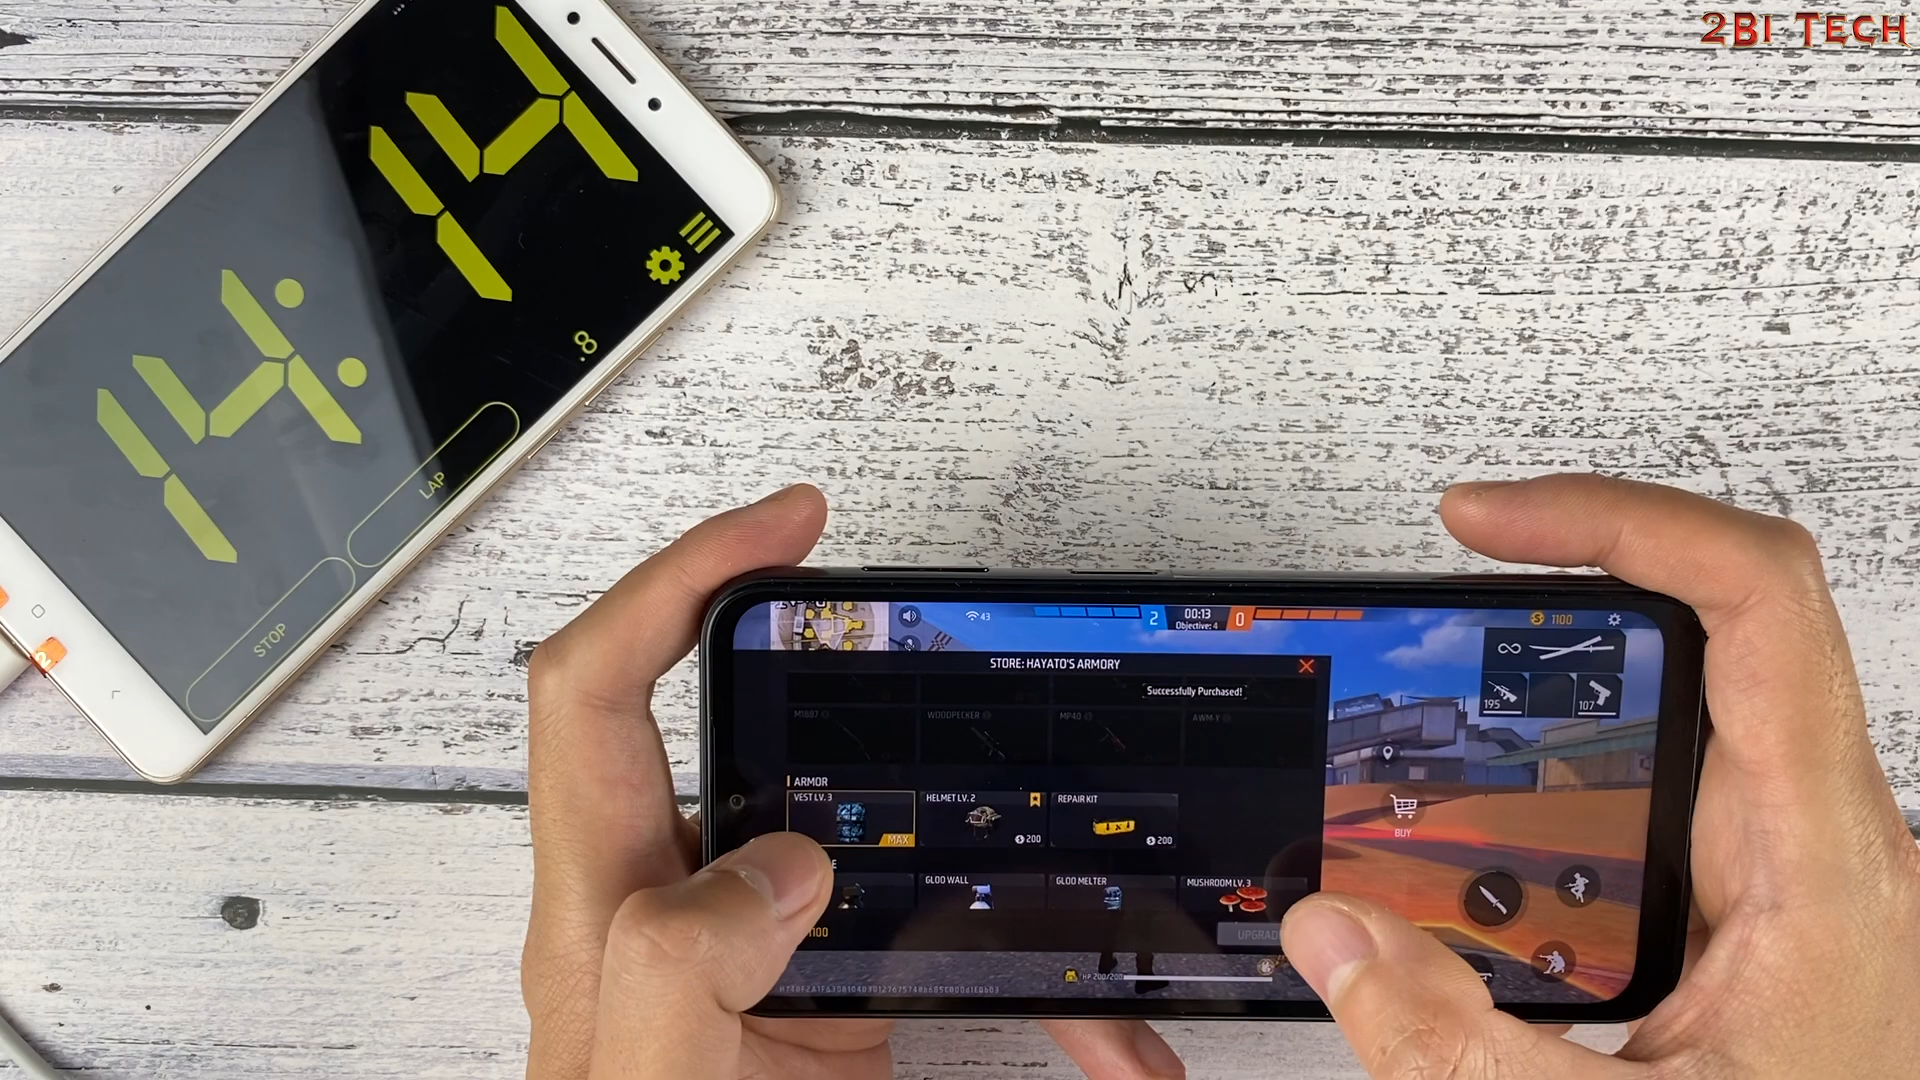 2Bi Tech
14:14
.8
LAP
STOP
43
2
00:13
0
Objective: 4
1100
STORE: HAYATO'S ARMORY
Successfully Purchased!
195
107
M1887
WOODPECKER
MP40
AWM-Y
ARMOR
VEST LV. 3
HELMET LV. 2
REPAIR KIT
MAX
200
200
BUY
GLOO WALL
GLOO MELTER
MUSHROOM LV. 3
1100
HP 200/200